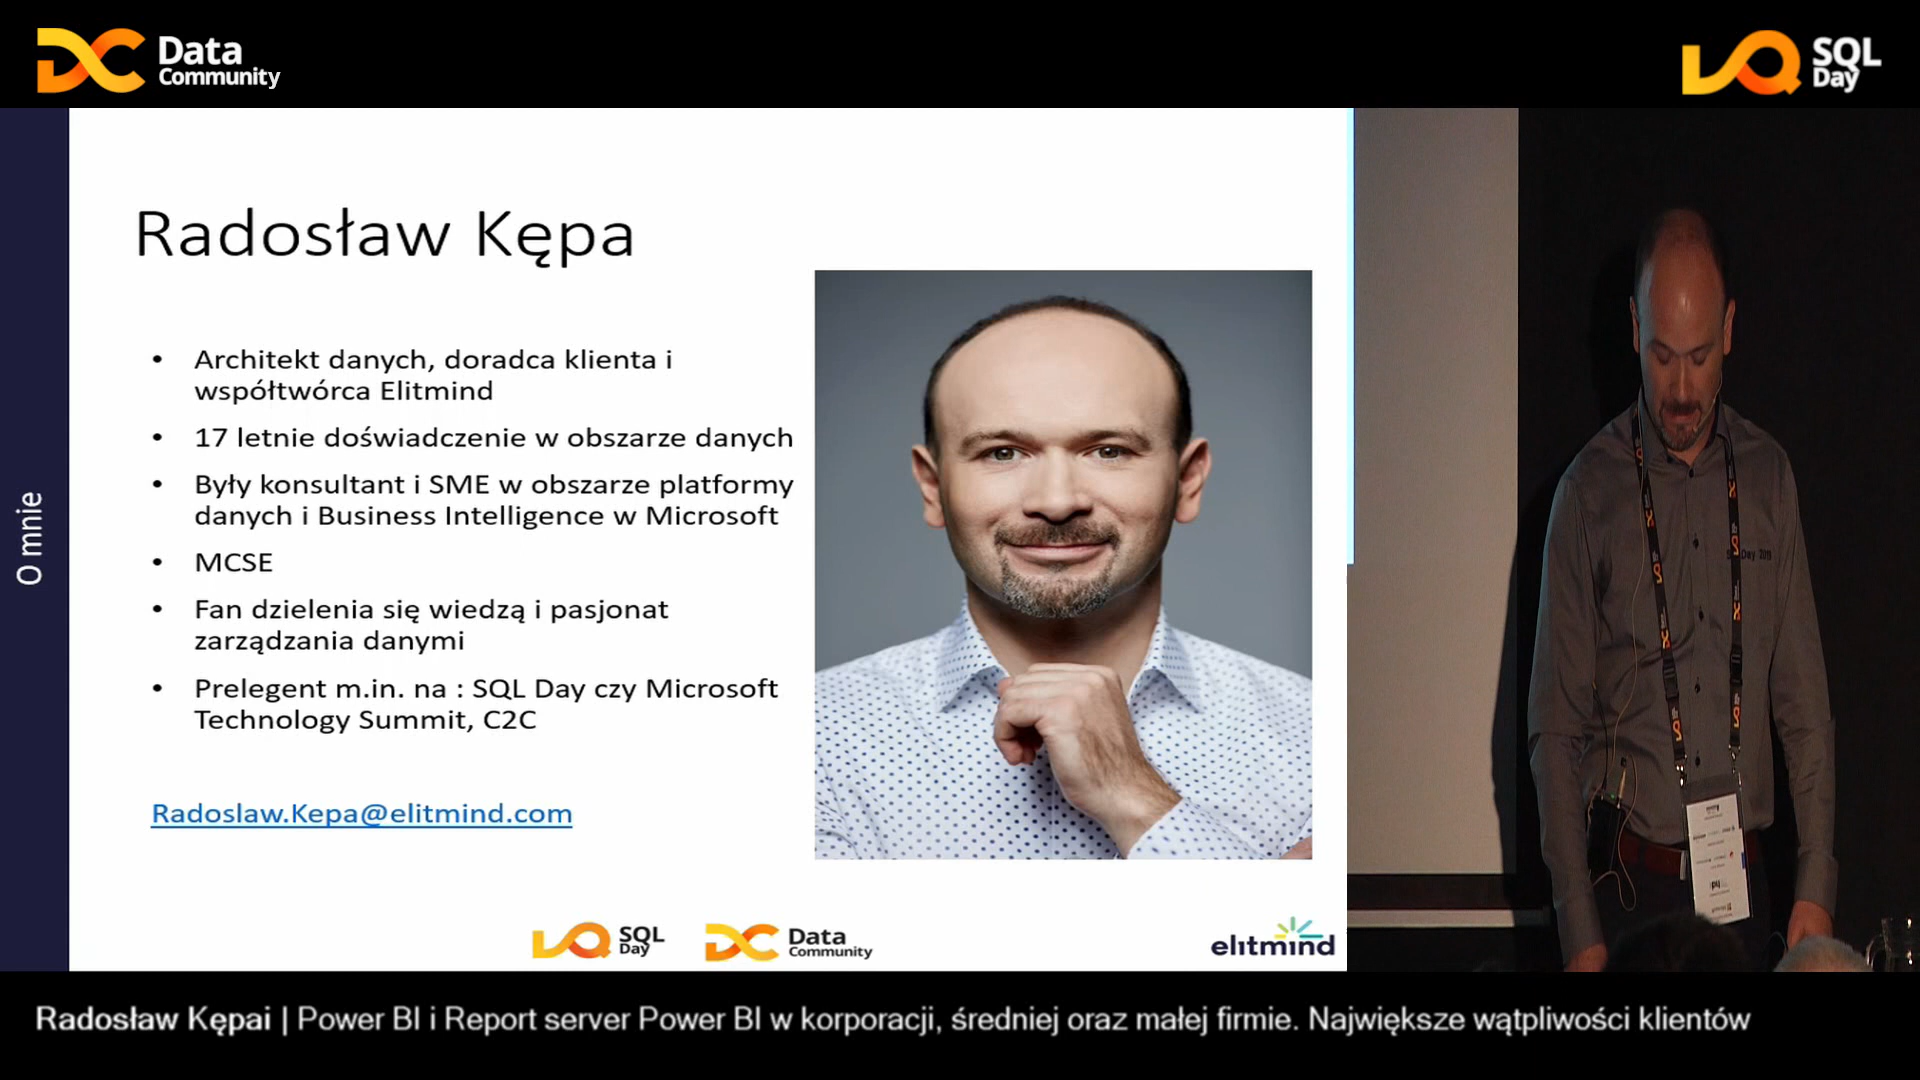 Data
Community
SQL
Day
O mnie
Radosław Kępa
• Architekt danych, doradca klienta i
współtwórca Elitmind
• 17 letnie doświadczenie w obszarze danych
• Były konsultant i SME w obszarze platformy
danych i Business Intelligence w Microsoft
• MCSE
• Fan dzielenia się wiedzą i pasjonat
zarządzania danymi
• Prelegent m.in. na : SQL Day czy Microsoft
Technology Summit, C2C
Radoslaw.Kepa@elitmind.com
SQL
Day
Data
Community
elitmind
Day 2019
Radosław Kępai | Power BI i Report server Power BI w korporacji, średniej oraz małej firmie. Największe wątpliwości klientów